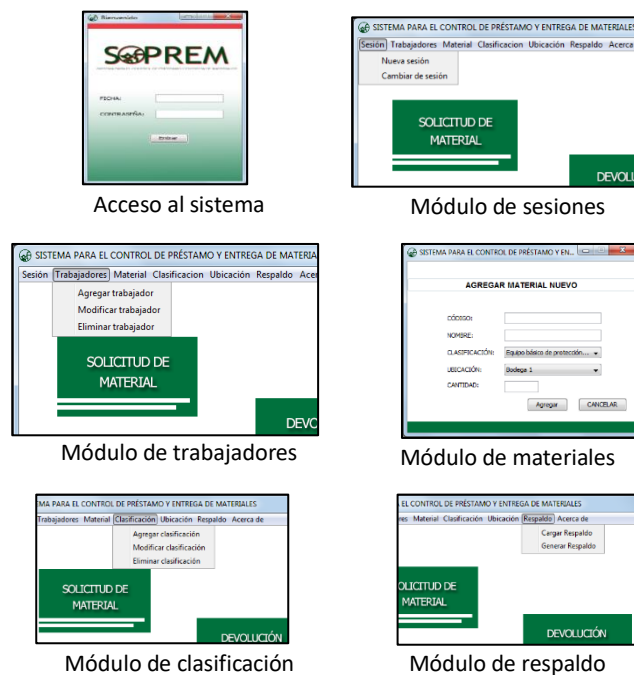 Bienvenido
SOPREM
FICHA:
CONTRASEÑA:
Entrar
Acceso al sistema
SISTEMA PARA EL CONTROL DE PRÉSTAMO Y ENTREGA DE MATERIALES
Sesión Trabajadores Material Clasificacion Ubicación Respaldo Acerca
Nueva sesión
Cambiar de sesión
SOLICITUD DE
MATERIAL
DEVOLU
Módulo de sesiones
SISTEMA PARA EL CONTROL DE PRÉSTAMO Y ENTREGA DE MATERIA
Sesión Trabajadores Material Clasificacion Ubicación Respaldo Acer
Agregar trabajador
Modificar trabajador
Eliminar trabajador
SOLICITUD DE
MATERIAL
DEVO
Módulo de trabajadores
SISTEMA PARA EL CONTROL DE PRÉSTAMO Y EN...
AGREGAR MATERIAL NUEVO
CÓDIGO:
NOMBRE:
CLASIFICACIÓN: Equipo básico de protección...
UBICACIÓN: Bodega 1
CANTIDAD:
Agregar CANCELAR
Módulo de materiales
EMA PARA EL CONTROL DE PRÉSTAMO Y ENTREGA DE MATERIALES
Trabajadores Material Clasificación Ubicación Respaldo Acerca de
Agregar clasificación
Modificar clasificación
Eliminar clasificación
SOLICITUD DE
MATERIAL
DEVOLUCIÓN
Módulo de clasificación
EL CONTROL DE PRÉSTAMO Y ENTREGA DE MATERIALES
res Material Clasificación Ubicación Respaldo Acerca de
Cargar Respaldo
Generar Respaldo
OLICITUD DE
MATERIAL
DEVOLUCIÓN
Módulo de respaldo